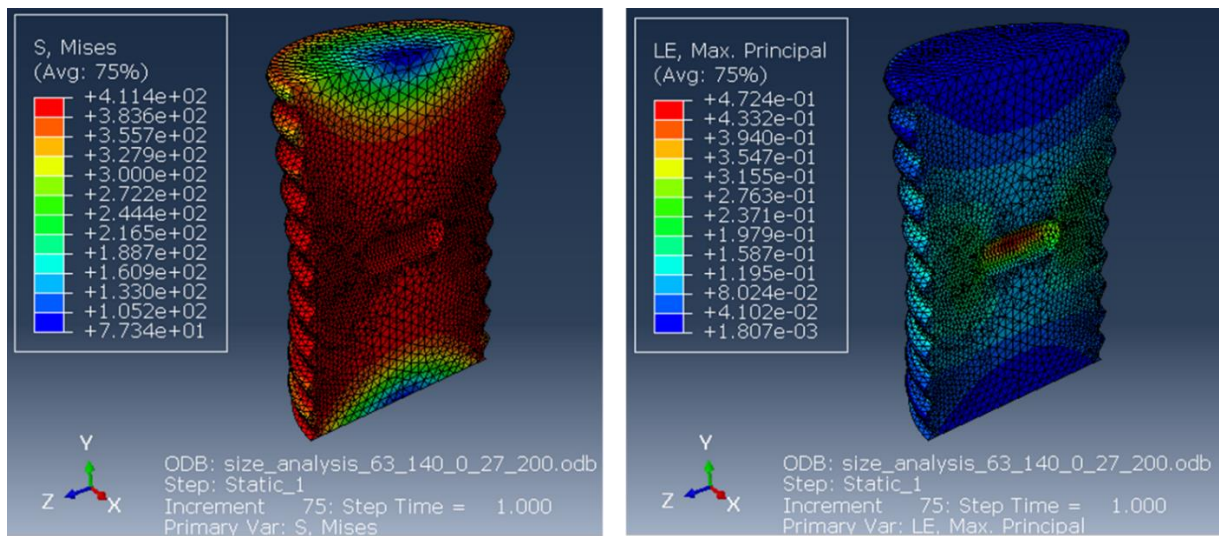 S, Mises
(Avg: 75%)
+4.114e+02
+3.836e+02
+3.557e+02
+3.279e+02
+3.000e+02
+2.722e+02
+2.444e+02
+2.165e+02
+1.887e+02
+1.609e+02
+1.330e+02
+1.052e+02
+7.734e+01
Y
Z
X
ODB: size_analysis_63_140_0_27_200.odb
Step: Static_1
Increment 75: Step Time = 1.000
Primary Var: S, Mises
LE, Max. Principal
(Avg: 75%)
+4.724e-01
+4.332e-01
+3.940e-01
+3.547e-01
+3.155e-01
+2.763e-01
+2.371e-01
+1.979e-01
+1.587e-01
+1.195e-01
+8.024e-02
+4.102e-02
+1.807e-03
Y
Z
X
ODB: size_analysis_63_140_0_27_200.odb
Step: Static_1
Increment 75: Step Time = 1.000
Primary Var: LE, Max. Principal